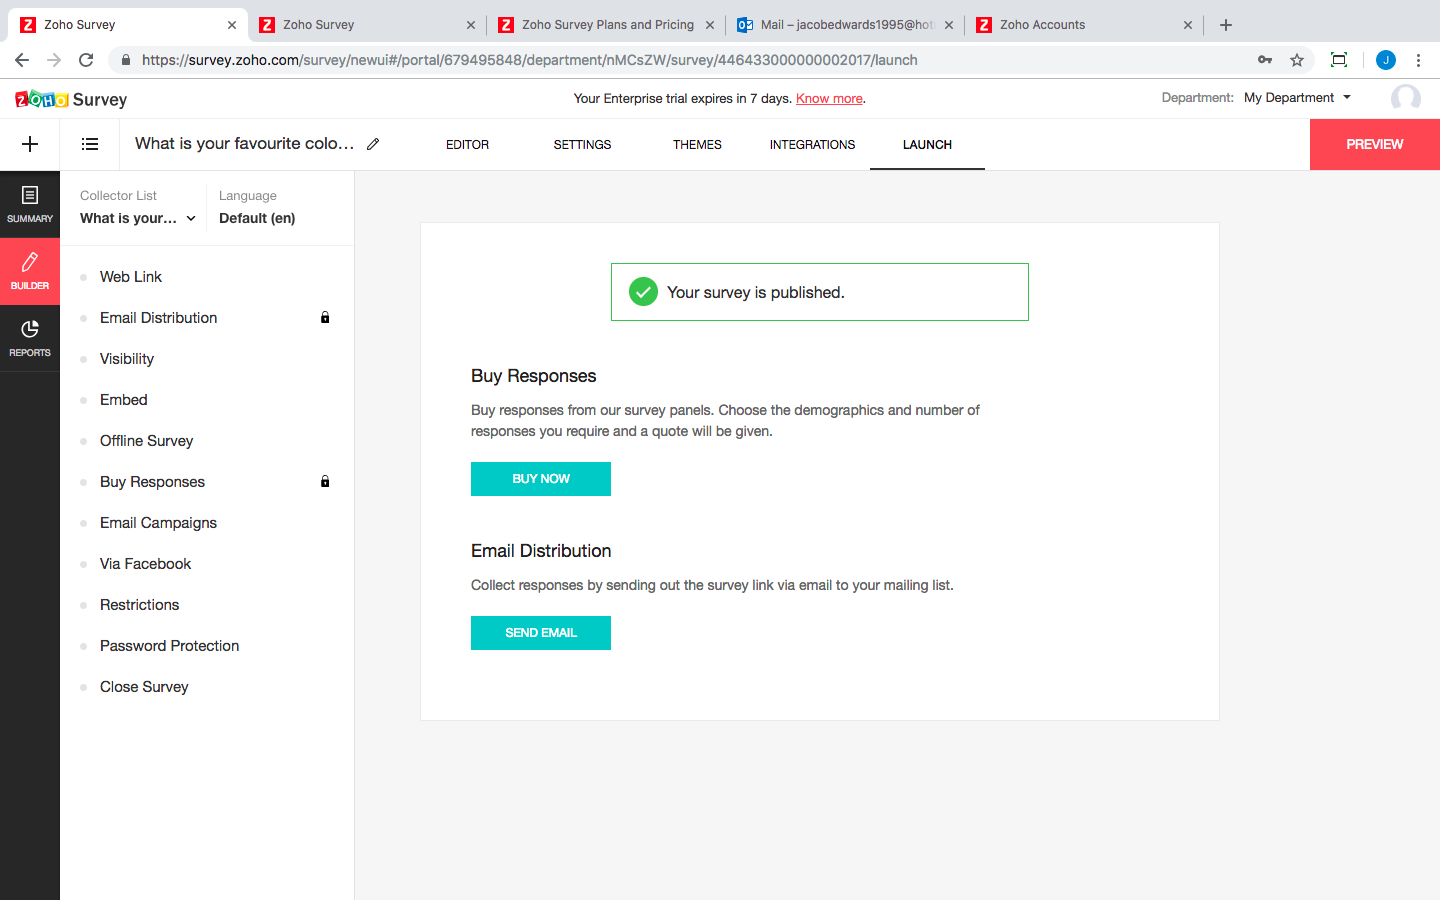 Zoho Survey
Zoho Survey
Zoho Survey Plans and Pricing
Mail – jacobedwards1995@hot
Zoho Accounts
https://survey.zoho.com/survey/newui#/portal/679495848/department/nMCsZW/survey/446433000000002017/launch
J
ZOHO Survey
Your Enterprise trial expires in 7 days. Know more.
Department: My Department
What is your favourite colo...
EDITOR
SETTINGS
THEMES
INTEGRATIONS
LAUNCH
PREVIEW
SUMMARY
BUILDER
REPORTS
Collector List
What is your...
Language
Default (en)
Web Link
Email Distribution
Visibility
Embed
Offline Survey
Buy Responses
Email Campaigns
Via Facebook
Restrictions
Password Protection
Close Survey
Your survey is published.
Buy Responses
Buy responses from our survey panels. Choose the demographics and number of
responses you require and a quote will be given.
BUY NOW
Email Distribution
Collect responses by sending out the survey link via email to your mailing list.
SEND EMAIL